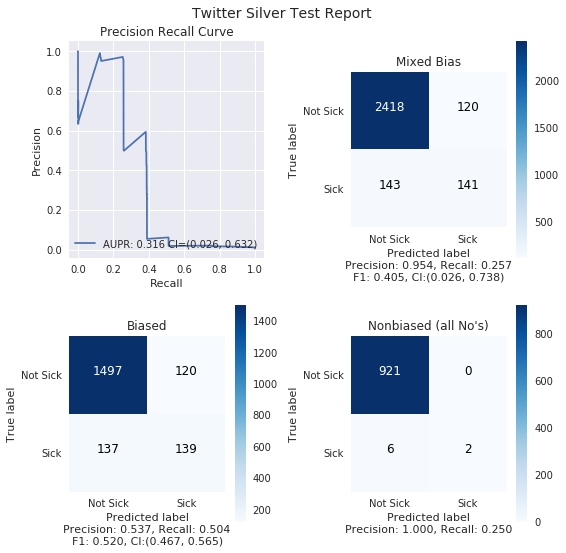 Twitter Silver Test Report
Precision Recall Curve
1.0
0.8
0.6
0.4
0.2
0.0
Precision
AUPR: 0.316 CI=(0.026, 0.632)
0.0 0.2 0.4 0.6 0.8 1.0
Recall
Mixed Bias
True label
Not Sick
Sick
2418 120
143 141
Not Sick Sick
Predicted label
Precision: 0.954, Recall: 0.257
F1: 0.405, CI:(0.026, 0.738)
2000
1500
1000
500
Biased
True label
Not Sick
Sick
1497 120
137 139
Not Sick Sick
Predicted label
Precision: 0.537, Recall: 0.504
F1: 0.520, CI:(0.467, 0.565)
1400
1200
1000
800
600
400
200
Nonbiased (all No's)
True label
Not Sick
Sick
921 0
6 2
Not Sick Sick
Predicted label
Precision: 1.000, Recall: 0.250
800
600
400
200
0